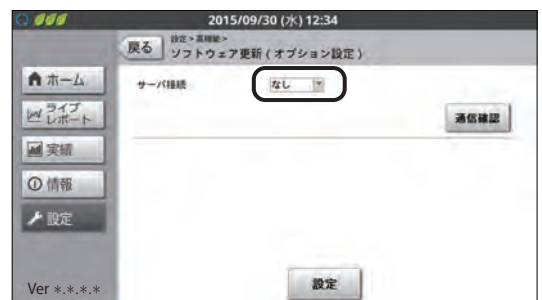 2015/09/30 (水) 12:34
戻る
設定 > 高機能 >
ソフトウェア更新 ( オプション設定 )
ホーム
ライブ
レポート
実績
情報
設定
Ver *.*.*.*
サーバ接続
なし
通信確認
設定